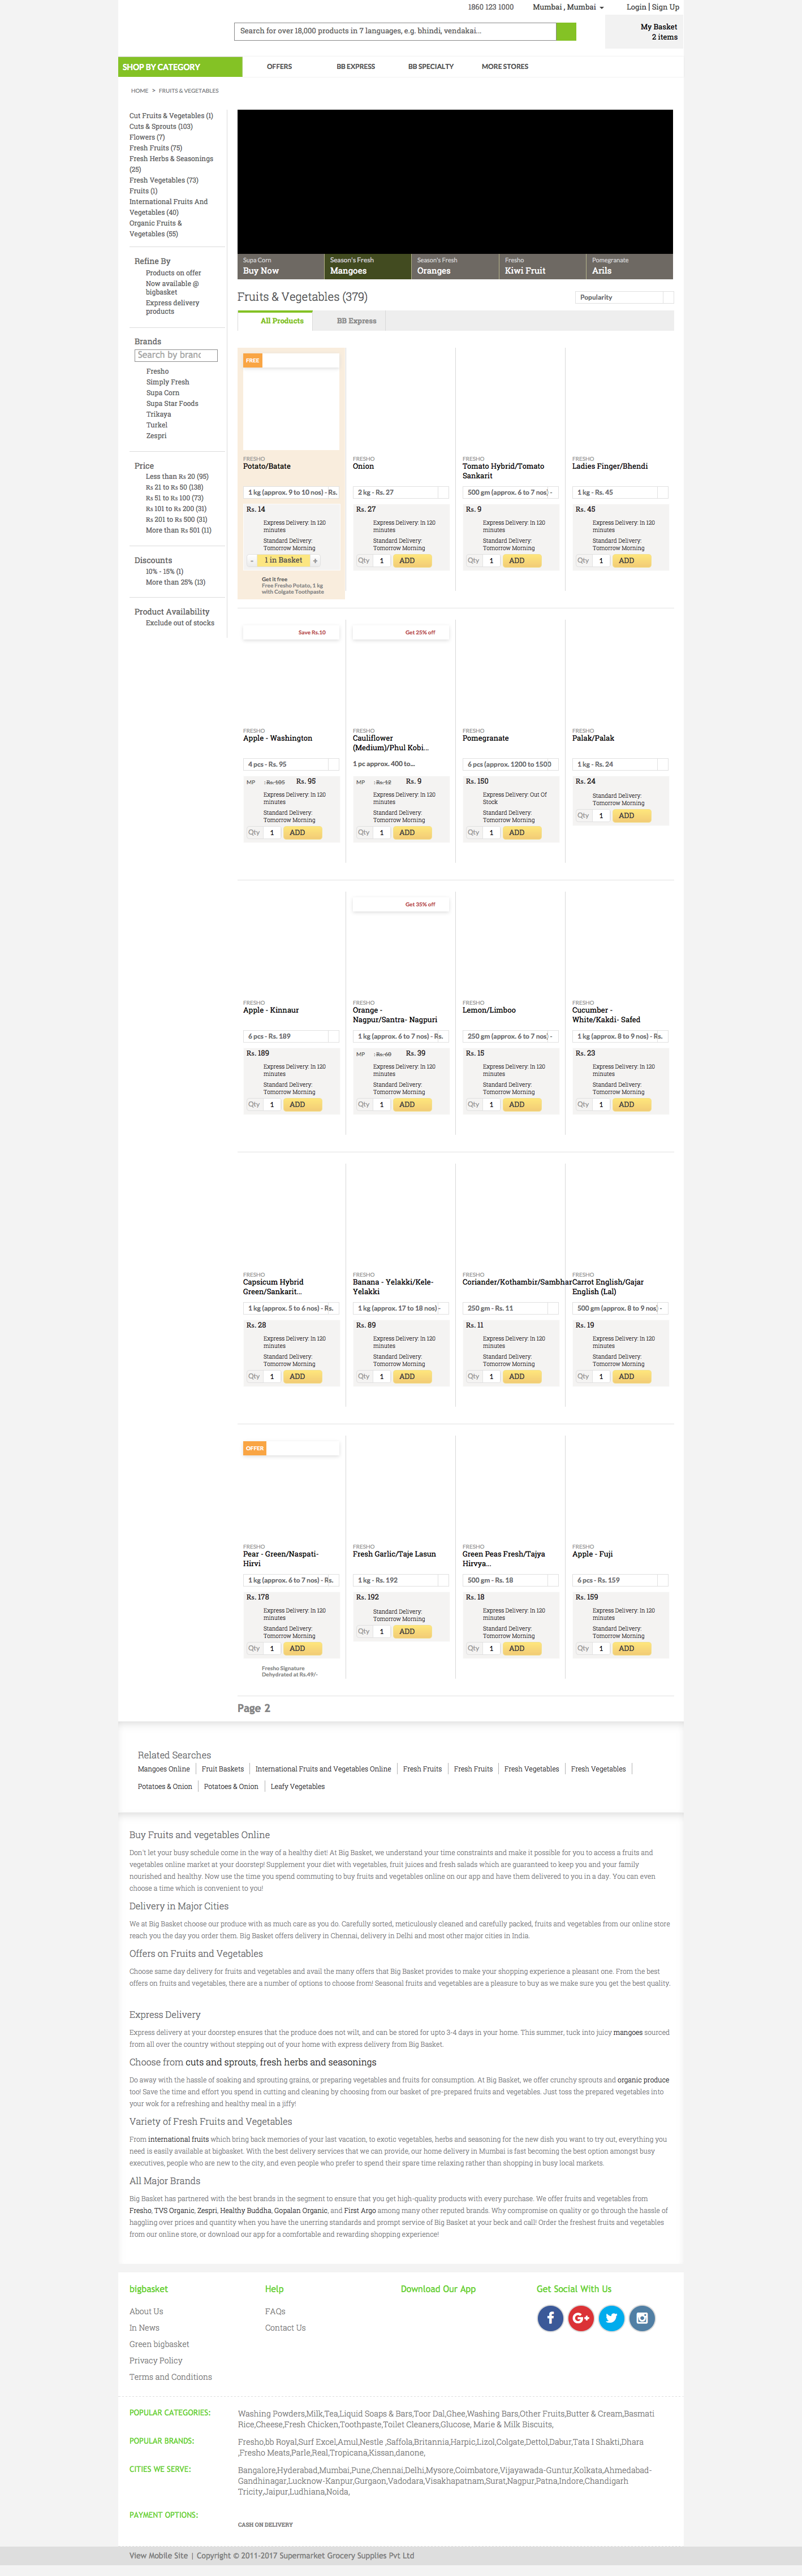 1860 123 1000
Mumbai , Mumbai
Login | Sign Up
Search for over 18,000 products in 7 languages, e.g. bhindi, vendakai...
My Basket
2 items
SHOP BY CATEGORY
OFFERS
BB EXPRESS
BB SPECIALTY
MORE STORES
HOME > FRUITS & VEGETABLES
Cut Fruits & Vegetables (1)
Cuts & Sprouts (103)
Flowers (7)
Fresh Fruits (75)
Fresh Herbs & Seasonings
(25)
Fresh Vegetables (73)
Fruits (1)
International Fruits And
Vegetables (40)
Organic Fruits &
Vegetables (55)
Refine By
Products on offer
Now available @
bigbasket
Express delivery
products
Brands
Search by branc
Fresho
Simply Fresh
Supa Corn
Supa Star Foods
Trikaya
Turkel
Zespri
Price
Less than Rs 20 (95)
Rs 21 to Rs 50 (138)
Rs 51 to Rs 100 (73)
Rs 101 to Rs 200 (31)
Rs 201 to Rs 500 (31)
More than Rs 501 (11)
Discounts
10% - 15% (1)
More than 25% (13)
Product Availability
Exclude out of stocks
Supa Corn
Buy Now
Season's Fresh
Mangoes
Season's Fresh
Oranges
Fresho
Kiwi Fruit
Pomegranate
Arils
Fruits & Vegetables (379)
Popularity
All Products
BB Express
FREE
FRESHO
Potato/Batate
1 kg (approx. 9 to 10 nos) - Rs.
Rs. 14
Express Delivery: In 120
minutes
Standard Delivery:
Tomorrow Morning
- 1 in Basket +
Get It free
Free Fresho Potato, 1 kg
with Colgate Toothpaste
FRESHO
Onion
2 kg - Rs. 27
Rs. 27
Express Delivery: In 120
minutes
Standard Delivery:
Tomorrow Morning
Qty 1 ADD
FRESHO
Tomato Hybrid/Tomato
Sankarit
500 gm (approx. 6 to 7 nos) -
Rs. 9
Express Delivery: In 120
minutes
Standard Delivery:
Tomorrow Morning
Qty 1 ADD
FRESHO
Ladies Finger/Bhendi
1 kg - Rs. 45
Rs. 45
Express Delivery: In 120
minutes
Standard Delivery:
Tomorrow Morning
Qty 1 ADD
Save Rs.10
FRESHO
Apple - Washington
4 pcs - Rs. 95
MP : Rs. 105 Rs. 95
Express Delivery: In 120
minutes
Standard Delivery:
Tomorrow Morning
Qty 1 ADD
Get 25% off
FRESHO
Cauliflower
(Medium)/Phul Kobi...
1 pc approx. 400 to...
MP : Rs. 12 Rs. 9
Express Delivery: In 120
minutes
Standard Delivery:
Tomorrow Morning
Qty 1 ADD
FRESHO
Pomegranate
6 pcs (approx. 1200 to 1500
Rs. 150
Express Delivery: Out Of
Stock
Standard Delivery:
Tomorrow Morning
Qty 1 ADD
FRESHO
Palak/Palak
1 kg - Rs. 24
Rs. 24
Standard Delivery:
Tomorrow Morning
Qty 1 ADD
FRESHO
Apple - Kinnaur
6 pcs - Rs. 189
Rs. 189
Express Delivery: In 120
minutes
Standard Delivery:
Tomorrow Morning
Qty 1 ADD
Get 35% off
FRESHO
Orange -
Nagpur/Santra- Nagpuri
1 kg (approx. 6 to 7 nos) - Rs.
MP : Rs. 60 Rs. 39
Express Delivery: In 120
minutes
Standard Delivery:
Tomorrow Morning
Qty 1 ADD
FRESHO
Lemon/Limboo
250 gm (approx. 6 to 7 nos) -
Rs. 15
Express Delivery: In 120
minutes
Standard Delivery:
Tomorrow Morning
Qty 1 ADD
FRESHO
Cucumber -
White/Kakdi- Safed
1 kg (approx. 8 to 9 nos) - Rs.
Rs. 23
Express Delivery: In 120
minutes
Standard Delivery:
Tomorrow Morning
Qty 1 ADD
FRESHO
Capsicum Hybrid
Green/Sankarit...
1 kg (approx. 5 to 6 nos) - Rs.
Rs. 28
Express Delivery: In 120
minutes
Standard Delivery:
Tomorrow Morning
Qty 1 ADD
FRESHO
Banana - Yelakki/Kele-
Yelakki
1 kg (approx. 17 to 18 nos) -
Rs. 89
Express Delivery: In 120
minutes
Standard Delivery:
Tomorrow Morning
Qty 1 ADD
FRESHO
Coriander/Kothambir/Sambhar
250 gm - Rs. 11
Rs. 11
Express Delivery: In 120
minutes
Standard Delivery:
Tomorrow Morning
Qty 1 ADD
FRESHO
Carrot English/Gajar
English (Lal)
500 gm (approx. 8 to 9 nos) -
Rs. 19
Express Delivery: In 120
minutes
Standard Delivery:
Tomorrow Morning
Qty 1 ADD
OFFER
FRESHO
Pear - Green/Naspati-
Hirvi
1 kg (approx. 6 to 7 nos) - Rs.
Rs. 178
Express Delivery: In 120
minutes
Standard Delivery:
Tomorrow Morning
Qty 1 ADD
Fresho Signature
Dehydrated at Rs.49/-
FRESHO
Fresh Garlic/Taje Lasun
1 kg - Rs. 192
Rs. 192
Standard Delivery:
Tomorrow Morning
Qty 1 ADD
FRESHO
Green Peas Fresh/Tajya
Hirvya...
500 gm - Rs. 18
Rs. 18
Express Delivery: In 120
minutes
Standard Delivery:
Tomorrow Morning
Qty 1 ADD
FRESHO
Apple - Fuji
6 pcs - Rs. 159
Rs. 159
Express Delivery: In 120
minutes
Standard Delivery:
Tomorrow Morning
Qty 1 ADD
Page 2
Related Searches
Mangoes Online | Fruit Baskets | International Fruits and Vegetables Online | Fresh Fruits | Fresh Fruits | Fresh Vegetables | Fresh Vegetables |
Potatoes & Onion | Potatoes & Onion | Leafy Vegetables
Buy Fruits and vegetables Online
Don't let your busy schedule come in the way of a healthy diet! At Big Basket, we understand your time constraints and make it possible for you to access a fruits and
vegetables online market at your doorstep! Supplement your diet with vegetables, fruit juices and fresh salads which are guaranteed to keep you and your family
nourished and healthy. Now use the time you spend commuting to buy fruits and vegetables online on our app and have them delivered to you in a day. You can even
choose a time which is convenient to you!
Delivery in Major Cities
We at Big Basket choose our produce with as much care as you do. Carefully sorted, meticulously cleaned and carefully packed, fruits and vegetables from our online store
reach you the day you order them. Big Basket offers delivery in Chennai, delivery in Delhi and most other major cities in India.
Offers on Fruits and Vegetables
Choose same day delivery for fruits and vegetables and avail the many offers that Big Basket provides to make your shopping experience a pleasant one. From the best
offers on fruits and vegetables, there are a number of options to choose from! Seasonal fruits and vegetables are a pleasure to buy as we make sure you get the best quality.
Express Delivery
Express delivery at your doorstep ensures that the produce does not wilt, and can be stored for upto 3-4 days in your home. This summer, tuck into juicy mangoes sourced
from all over the country without stepping out of your home with express delivery from Big Basket.
Choose from cuts and sprouts, fresh herbs and seasonings
Do away with the hassle of soaking and sprouting grains, or preparing vegetables and fruits for consumption. At Big Basket, we offer crunchy sprouts and organic produce
too! Save the time and effort you spend in cutting and cleaning by choosing from our basket of pre-prepared fruits and vegetables. Just toss the prepared vegetables into
your wok for a refreshing and healthy meal in a jiffy!
Variety of Fresh Fruits and Vegetables
From international fruits which bring back memories of your last vacation, to exotic vegetables, herbs and seasoning for the new dish you want to try out, everything you
need is easily available at bigbasket. With the best delivery services that we can provide, our home delivery in Mumbai is fast becoming the best option amongst busy
executives, people who are new to the city, and even people who prefer to spend their spare time relaxing rather than shopping in busy local markets.
All Major Brands
Big Basket has partnered with the best brands in the segment to ensure that you get high-quality products with every purchase. We offer fruits and vegetables from
Fresho, TVS Organic, Zespri, Healthy Buddha, Gopalan Organic, and First Argo among many other reputed brands. Why compromise on quality or go through the hassle of
haggling over prices and quantity when you have the unerring standards and prompt service of Big Basket at your beck and call! Order the freshest fruits and vegetables
from our online store, or download our app for a comfortable and rewarding shopping experience!
bigbasket
About Us
In News
Green bigbasket
Privacy Policy
Terms and Conditions
Help
FAQs
Contact Us
Download Our App
Get Social With Us
POPULAR CATEGORIES:
Washing Powders,Milk,Tea,Liquid Soaps & Bars,Toor Dal,Ghee,Washing Bars,Other Fruits,Butter & Cream,Basmati
Rice,Cheese,Fresh Chicken,Toothpaste,Toilet Cleaners,Glucose, Marie & Milk Biscuits,
POPULAR BRANDS:
Fresho,bb Royal,Surf Excel,Amul,Nestle ,Saffola,Britannia,Harpic,Lizol,Colgate,Dettol,Dabur,Tata I Shakti,Dhara
,Fresho Meats,Parle,Real,Tropicana,Kissan,danone,
CITIES WE SERVE:
Bangalore,Hyderabad,Mumbai,Pune,Chennai,Delhi,Mysore,Coimbatore,Vijayawada-Guntur,Kolkata,Ahmedabad-
Gandhinagar,Lucknow-Kanpur,Gurgaon,Vadodara,Visakhapatnam,Surat,Nagpur,Patna,Indore,Chandigarh
Tricity,Jaipur,Ludhiana,Noida,
PAYMENT OPTIONS:
CASH ON DELIVERY
View Mobile Site | Copyright © 2011-2017 Supermarket Grocery Supplies Pvt Ltd